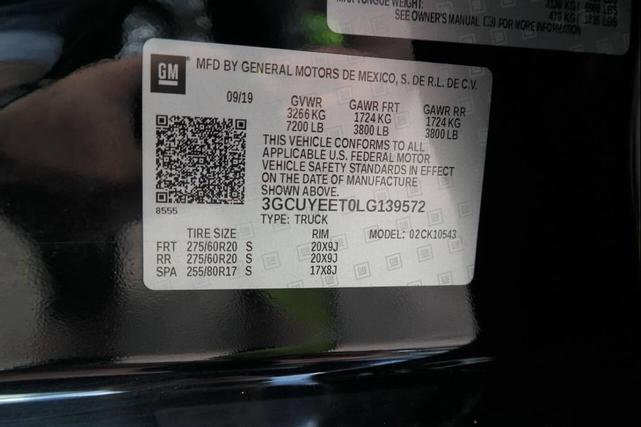 MAX TONGUE WEIGHT:
SEE OWNER'S MANUAL FOR MORE INFORMATION
GM
MFD BY GENERAL MOTORS DE MEXICO, S. DE R.L. DE C.V.
09/19 GVWR GAWR FRT GAWR RR
3266 KG 1724 KG 1724 KG
7200 LB 3800 LB 3800 LB
THIS VEHICLE CONFORMS TO ALL
APPLICABLE U.S. FEDERAL MOTOR
VEHICLE SAFETY STANDARDS IN EFFECT
ON THE DATE OF MANUFACTURE
SHOWN ABOVE.
8555
3GCUYEET0LG139572
TYPE: TRUCK
TIRE SIZE RIM MODEL: 02CK10543
FRT 275/60R20 S 20X9J
RR 275/60R20 S 20X9J
SPA 255/80R17 S 17X8J